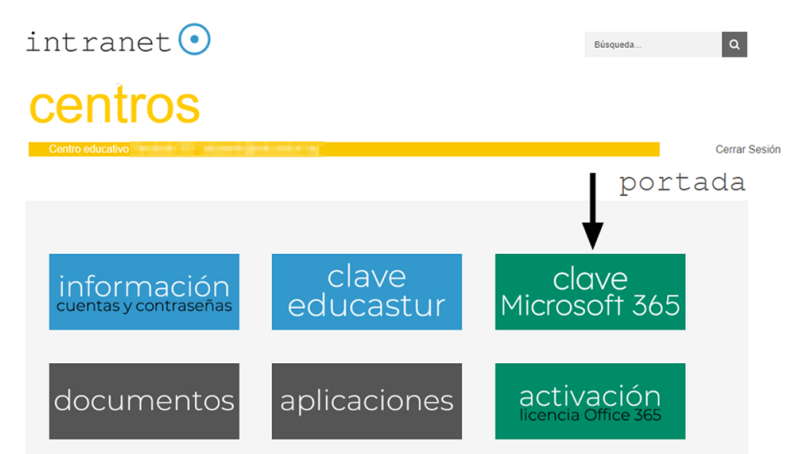 intranet
Búsqueda...
centros
Centro educativo
Cerrar Sesión
portada
información
cuentas y contraseñas
clave
educastur
clave
Microsoft 365
documentos
aplicaciones
activación
licencia Office 365